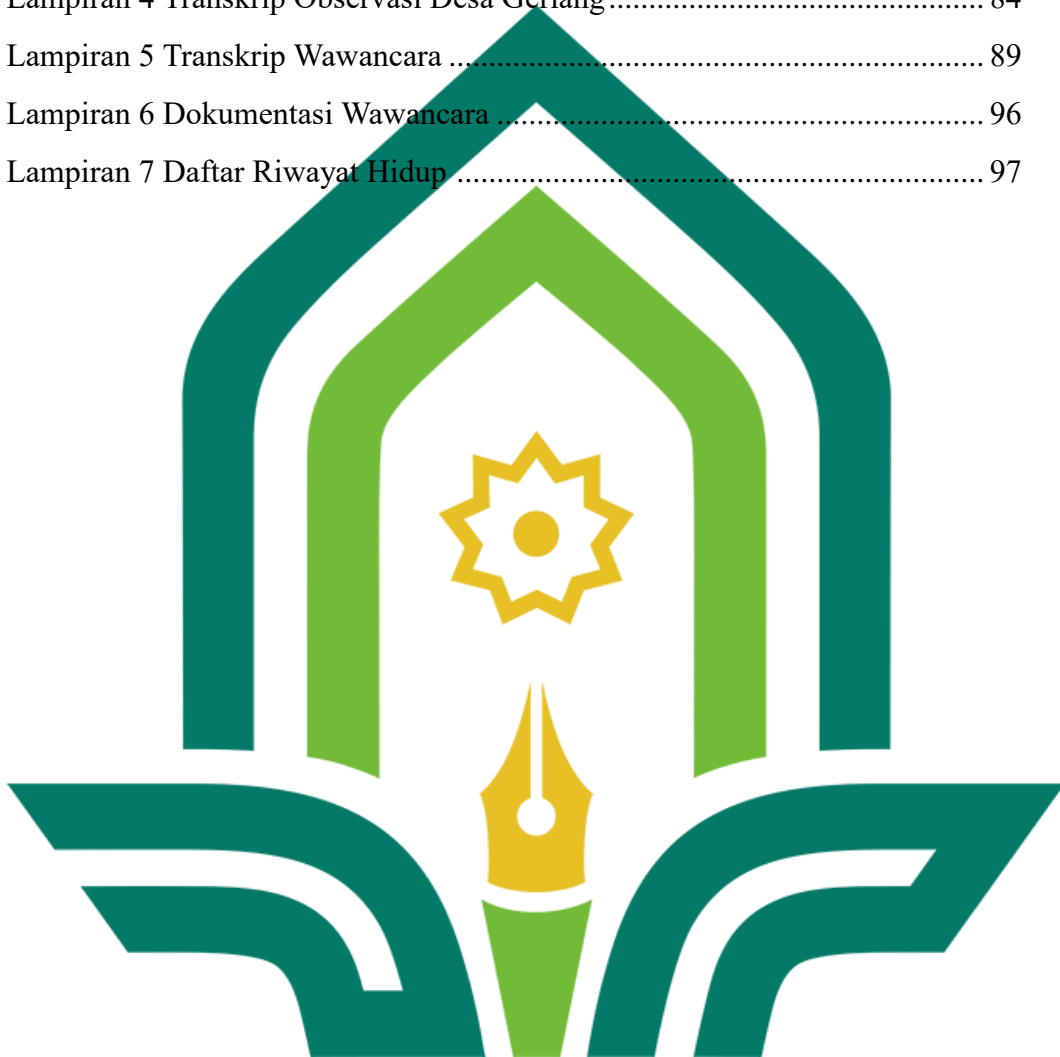 Lampiran 4 Transkrip Observasi Desa Gerlang............................................... 84
Lampiran 5 Transkrip Wawancara .................................................................... 89
Lampiran 6 Dokumentasi Wawancara .............................................................. 96
Lampiran 7 Daftar Riwayat Hidup .................................................................. 97